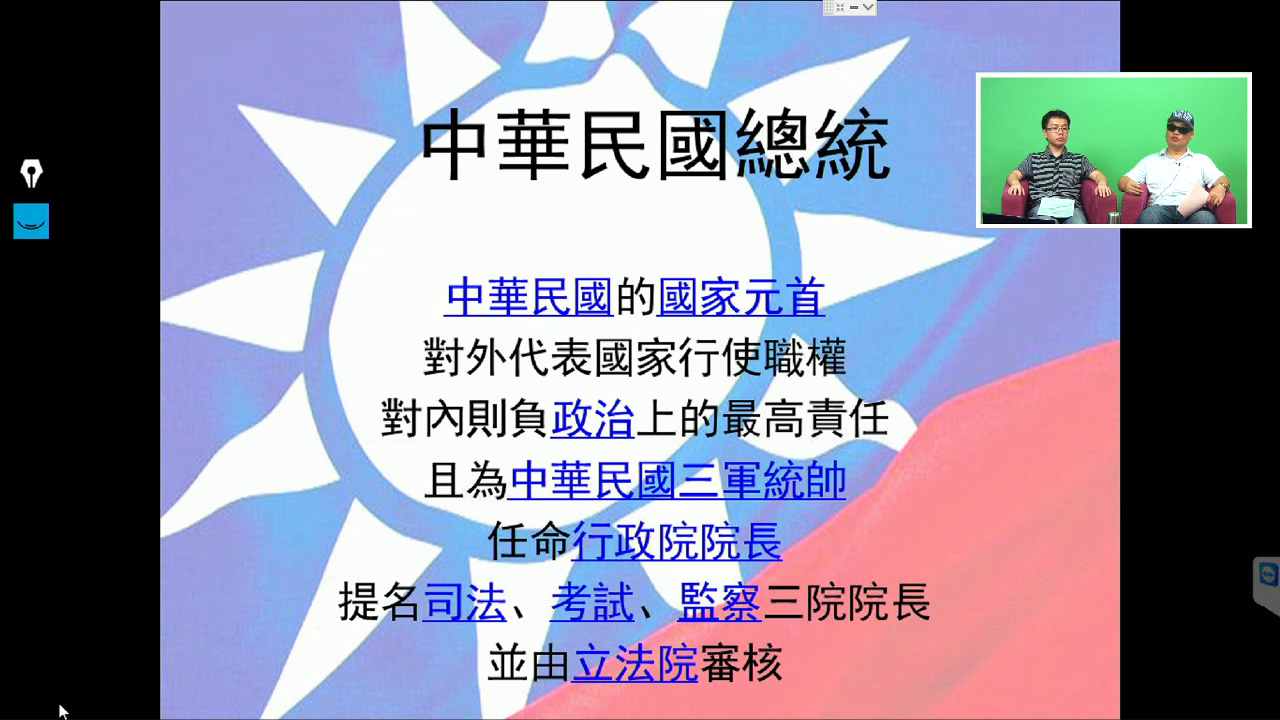 中華民國總統
中華民國的國家元首
對外代表國家行使職權
對內則負政治上的最高責任
且為中華民國三軍統帥
任命行政院院長
提名司法、考試、監察三院院長
並由立法院審核